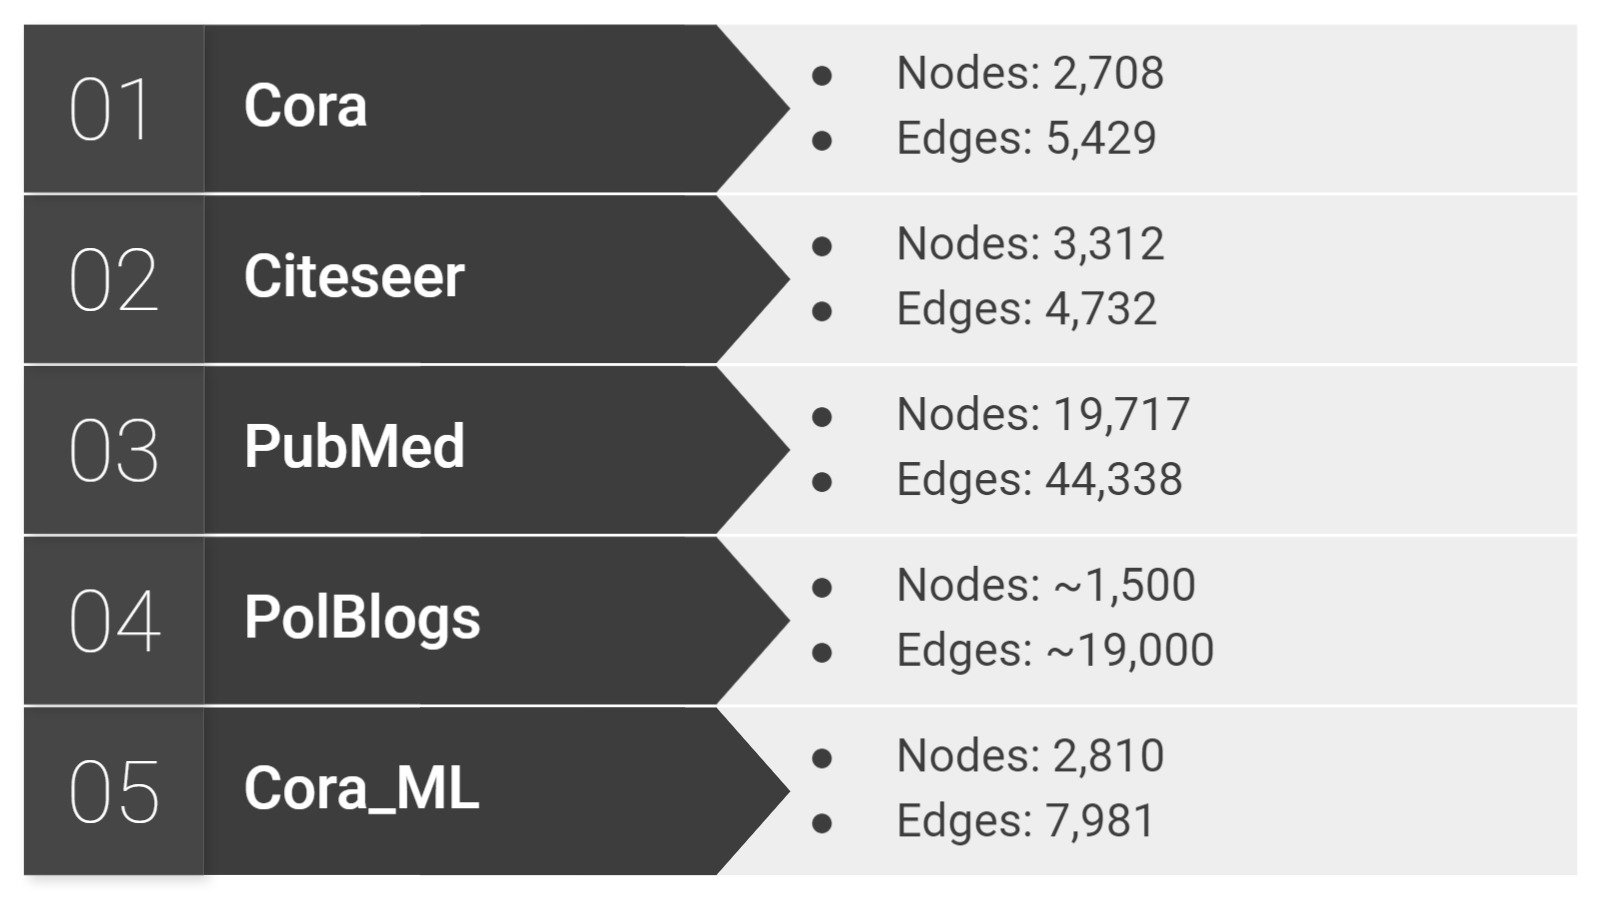 01
Cora
● Nodes: 2,708
● Edges: 5,429
02
Citeseer
● Nodes: 3,312
● Edges: 4,732
03
PubMed
● Nodes: 19,717
● Edges: 44,338
04
PolBlogs
● Nodes: ~1,500
● Edges: ~19,000
05
Cora_ML
● Nodes: 2,810
● Edges: 7,981